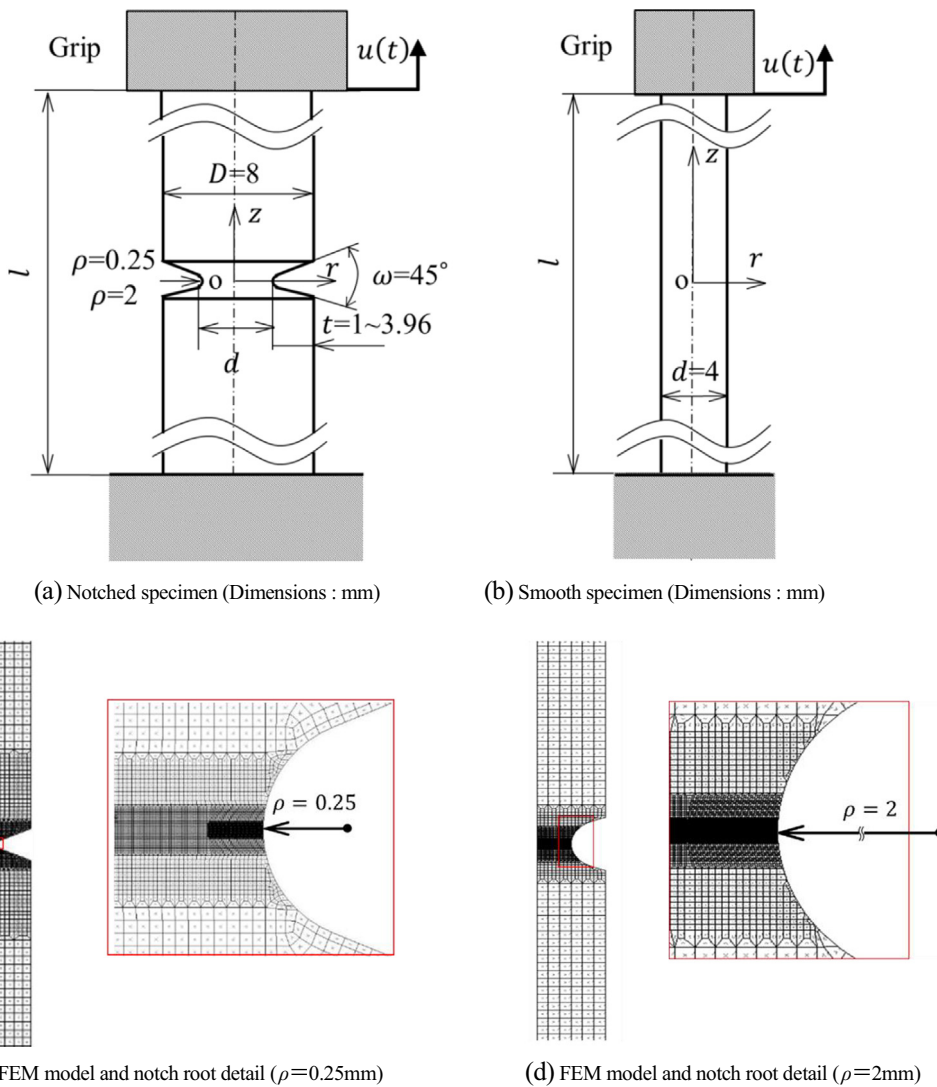 Grip
u(t)
D=8
z
l
ρ=0.25
o
r
ω=45°
ρ=2
t=1~3.96
d
Grip
u(t)
z
l
o
r
d=4
(a) Notched specimen (Dimensions : mm)
(b) Smooth specimen (Dimensions : mm)
ρ = 0.25
ρ = 2
FEM model and notch root detail (ρ=0.25mm)
(d) FEM model and notch root detail (ρ=2mm)